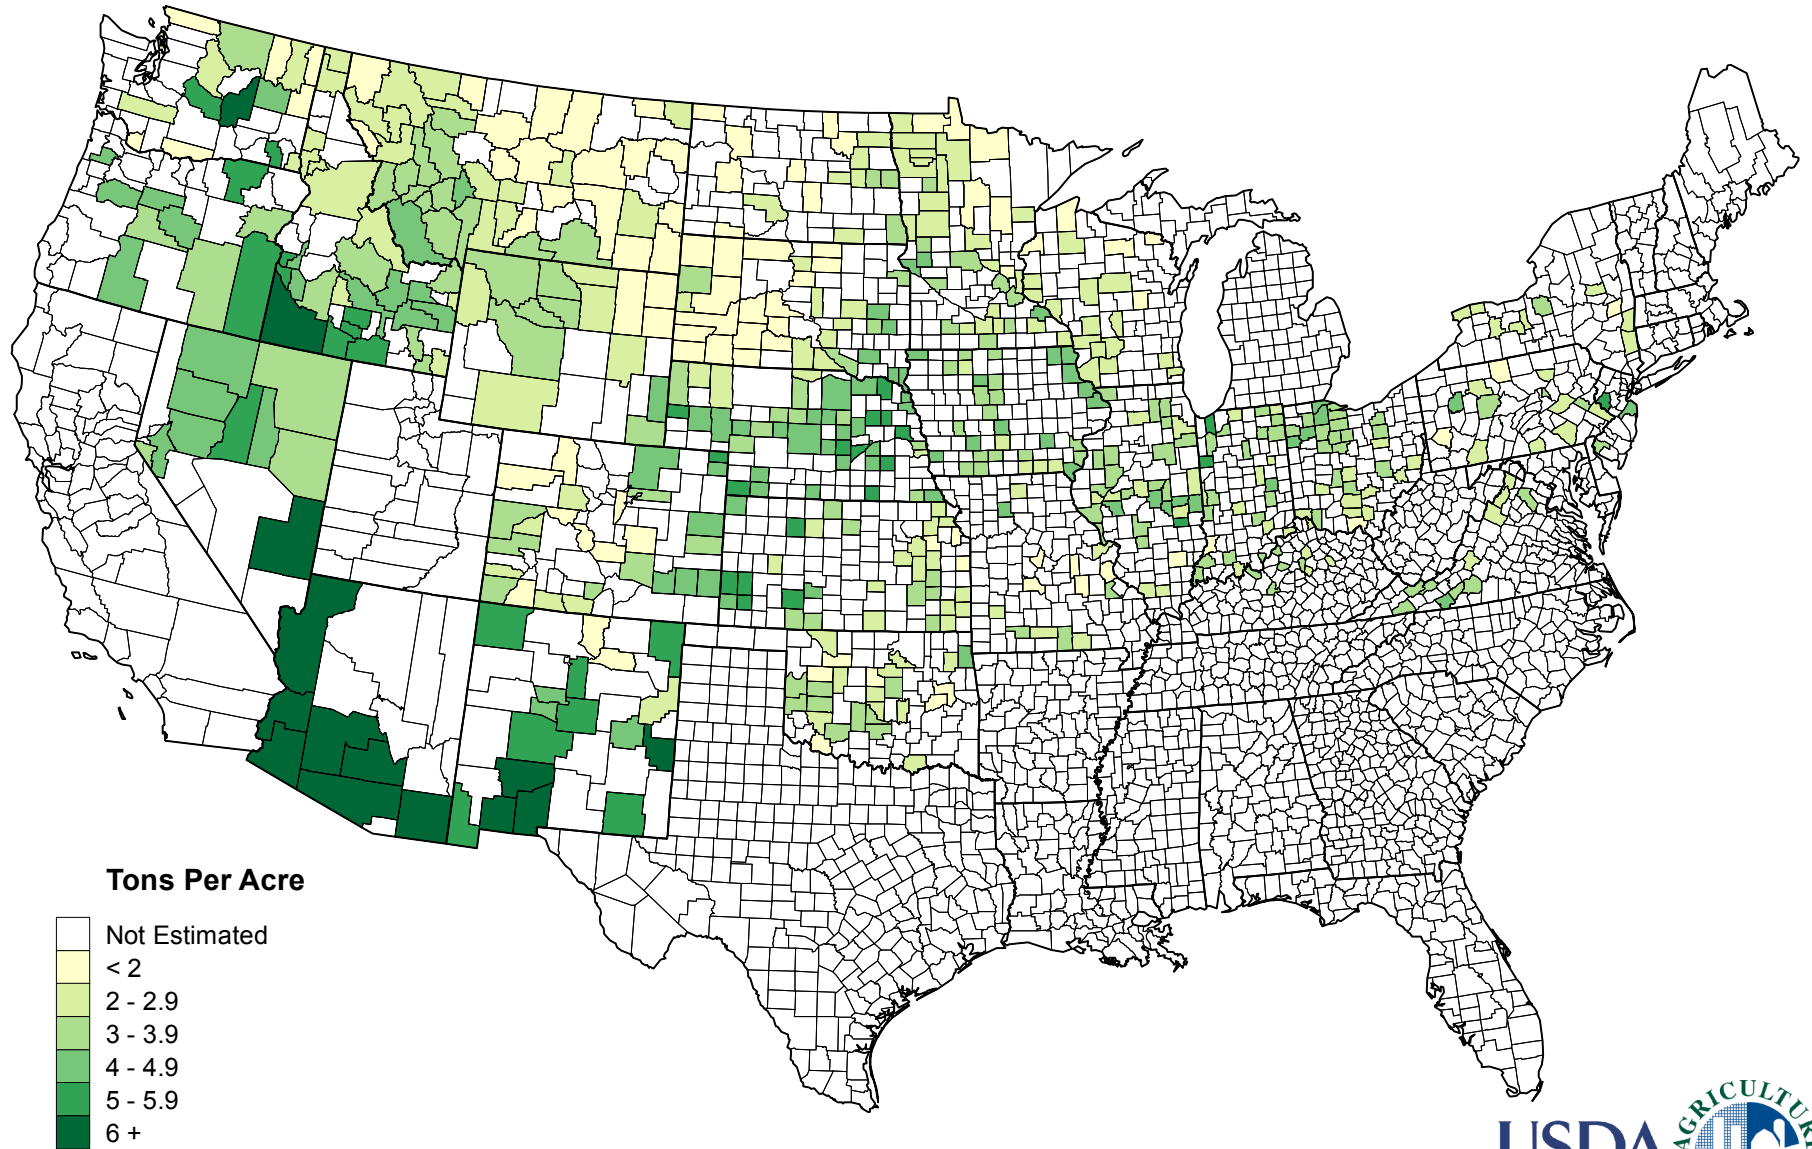 Tons Per Acre
Not Estimated
< 2
2 - 2.9
3 - 3.9
4 - 4.9
5 - 5.9
6 +
USDA